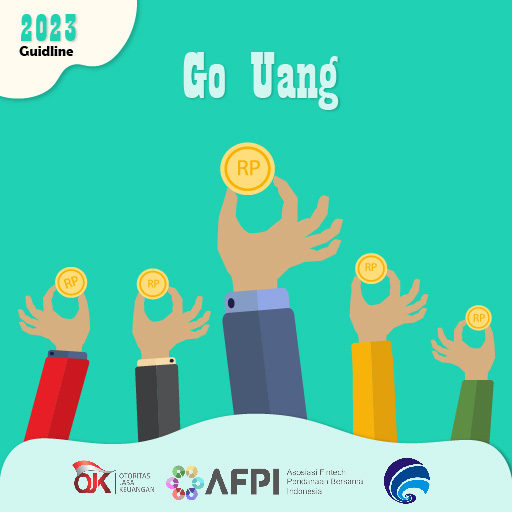 2023
Guidline
Go Uang
RP
RP
RP
RP
RP
OJK
OTORITAS
JASA
KEUANGAN
AFPI
Asosiasi Fintech
Pendanaan Bersama
Indonesia